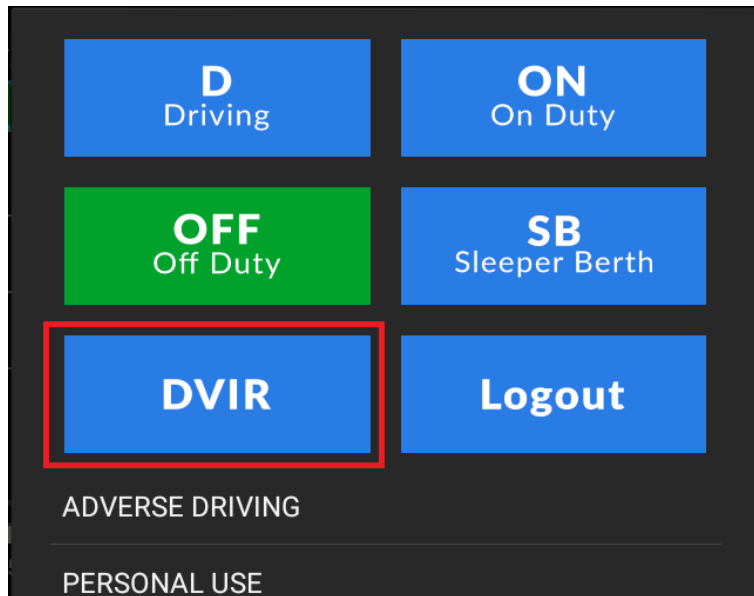 D
Driving
ON
On Duty
OFF
Off Duty
SB
Sleeper Berth
DVIR
Logout
ADVERSE DRIVING
PERSONAL USE